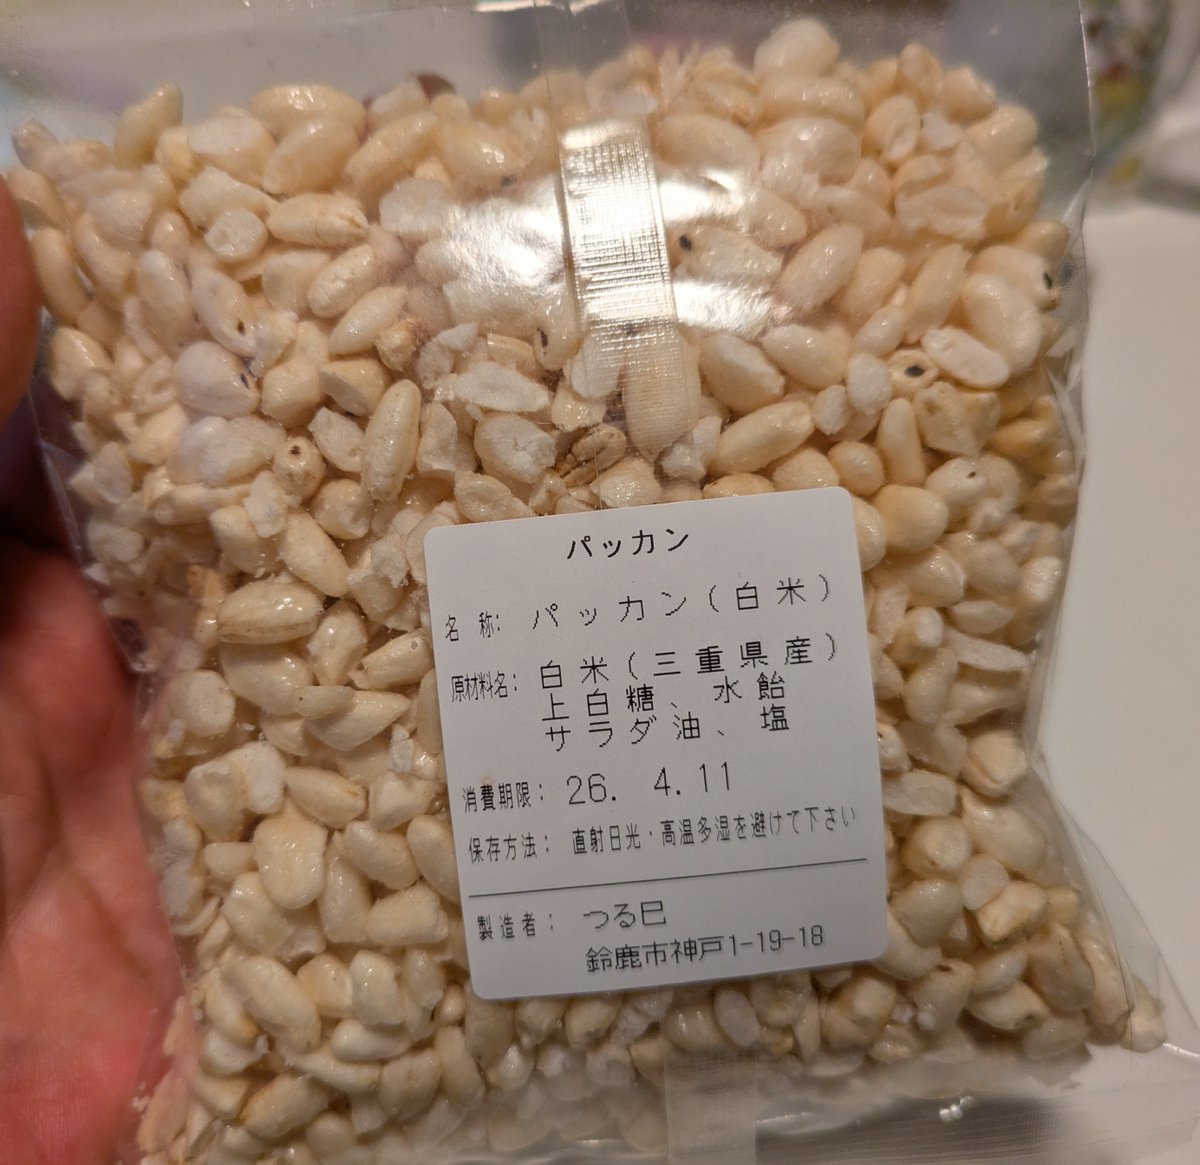 パッカン
名 称: パッカン(白米)
原材料名: 白米(三重県産)
上白糖、水飴
サラダ油、塩
消費期限: 26. 4.11
保存方法: 直射日光・高温多湿を避けて下さい
製造者: つる巳
鈴鹿市神戸1-19-18